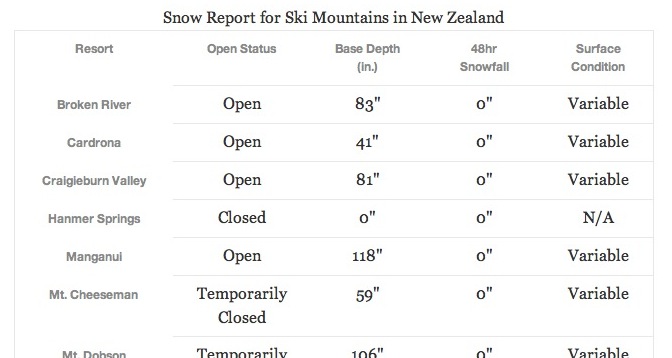 Snow Report for Ski Mountains in New Zealand
Resort Open Status Base Depth (in.) 48hr Snowfall Surface Condition
Broken River Open 83" 0" Variable
Cardrona Open 41" 0" Variable
Craigieburn Valley Open 81" 0" Variable
Hanmer Springs Closed 0" 0" N/A
Manganui Open 118" 0" Variable
Mt. Cheeseman Temporarily Closed 59" 0" Variable
Mt. Dobson Temporarily 106" 0" Variable